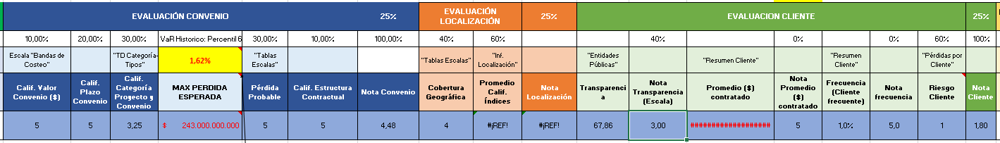 EVALUACIÓN CONVENIO 25% EVALUACIÓN LOCALIZACIÓN 25% EVALUACION CLIENTE 25%
10,00% 20,00% 30,00% VaR Historico: Percentil 6 30,00% 10,00% 100,00% 40% 60% 40% 0% 0% 60% 100%
Escala "Bandas de Costeo" "TD Categoría-Tipos" 1,62% "Tablas Escalas" "Tablas Escalas" "Inf. Localización" "Entidades Públicas" "Resumen Cliente" "Resumen Cliente" "Pérdidas por Cliente"
Calif. Valor Convenio ($) Calif. Plazo Convenio Calif. Categoría Proyecto y Convenio MAX PERDIDA ESPERADA Pérdida Probable Calif. Estructura Contractual Nota Convenio Cobertura Geográfica Promedio Calif. Índices Nota Localización Transparencia Nota Transparencia (Escala) Promedio ($) contratado Nota Promedio ($) contratado Frecuencia (Cliente frecuente) Nota frecuencia Riesgo Cliente Nota Cliente
5 5 3,25 $ 243.000.000.000 5 5 4,48 4 #¡REF! #¡REF! 67,86 3,00 ################### 5 1,0% 5,0 1 1,80